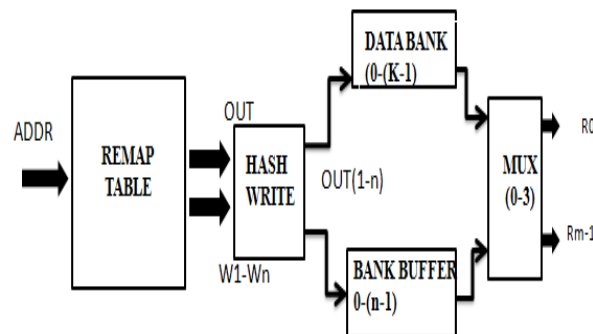 ADDR
REMAP
TABLE
OUT
HASH
WRITE
W1-Wn
OUT(1-n)
DATA BANK
(0-(K-1)
BANK BUFFER
0-(n-1)
MUX
(0-3)
R0
Rm-1